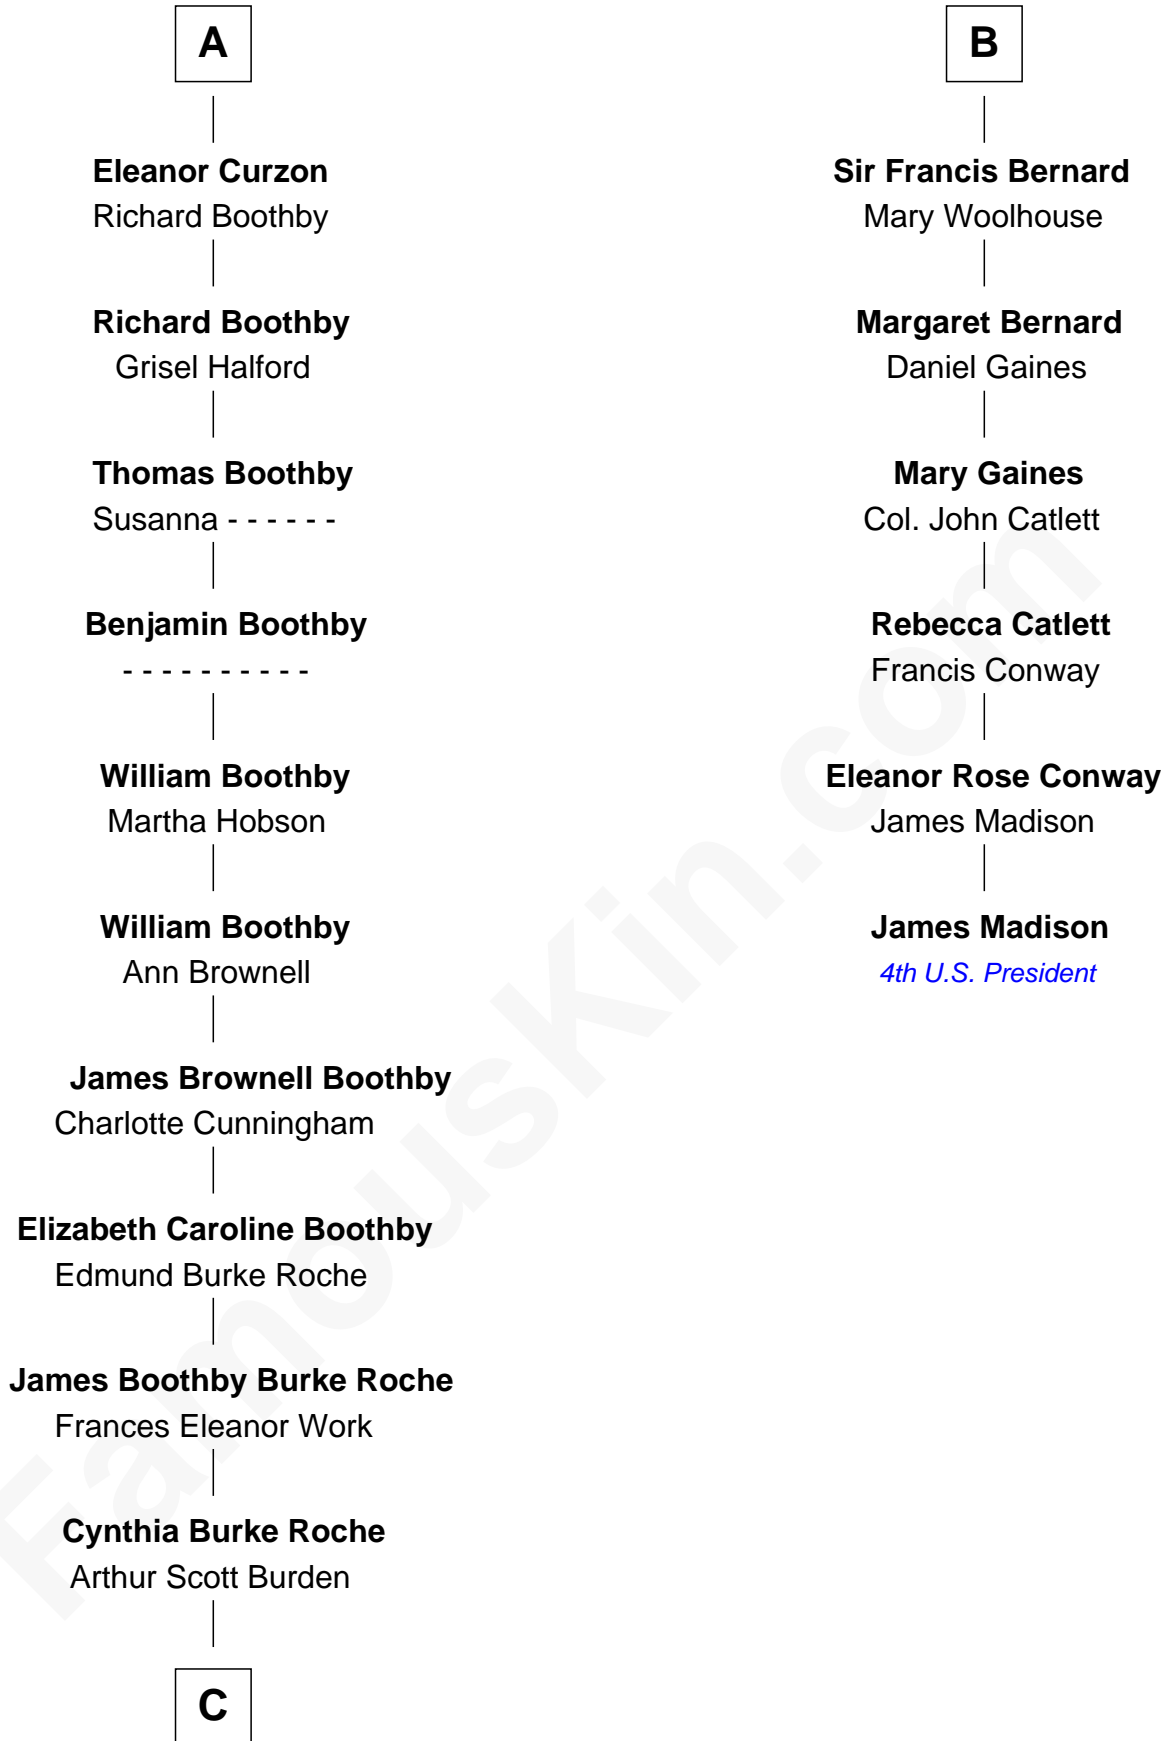 A
Eleanor Curzon
Richard Boothby
Richard Boothby
Grisel Halford
Thomas Boothby
Susanna - - - - - -
Benjamin Boothby
- - - - - - - - - -
William Boothby
Martha Hobson
William Boothby
Ann Brownell
James Brownell Boothby
Charlotte Cunningham
Elizabeth Caroline Boothby
Edmund Burke Roche
James Boothby Burke Roche
Frances Eleanor Work
Cynthia Burke Roche
Arthur Scott Burden
C
B
Sir Francis Bernard
Mary Woolhouse
Margaret Bernard
Daniel Gaines
Mary Gaines
Col. John Catlett
Rebecca Catlett
Francis Conway
Eleanor Rose Conway
James Madison
James Madison
4th U.S. President
FamousKin.com